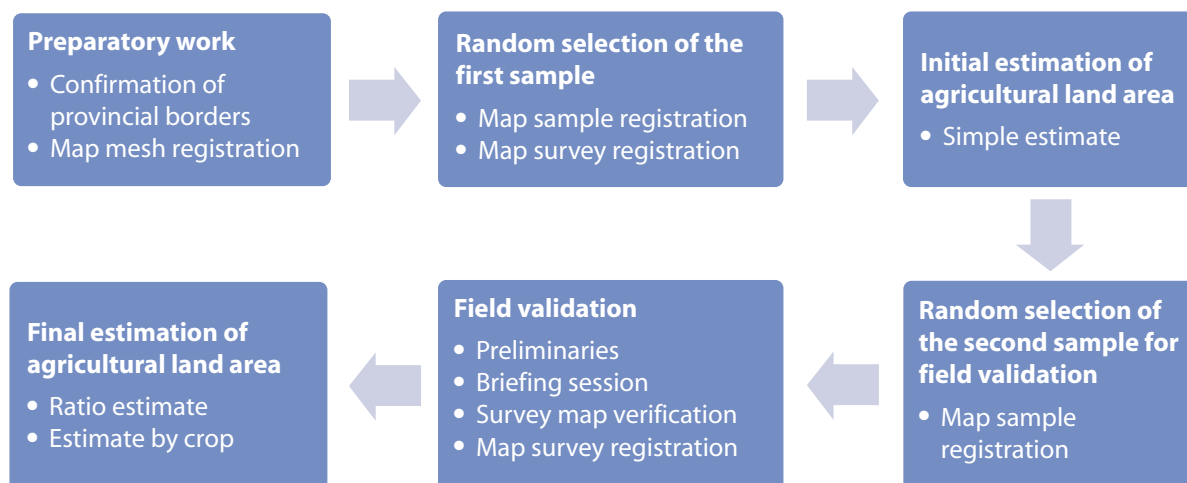 Preparatory work
• Confirmation of
provincial borders
• Map mesh registration
Random selection of the
first sample
• Map sample registration
• Map survey registration
Initial estimation of
agricultural land area
• Simple estimate
Random selection of
the second sample for
field validation
• Map sample
registration
Field validation
• Preliminaries
• Briefing session
• Survey map verification
• Map survey registration
Final estimation of
agricultural land area
• Ratio estimate
• Estimate by crop